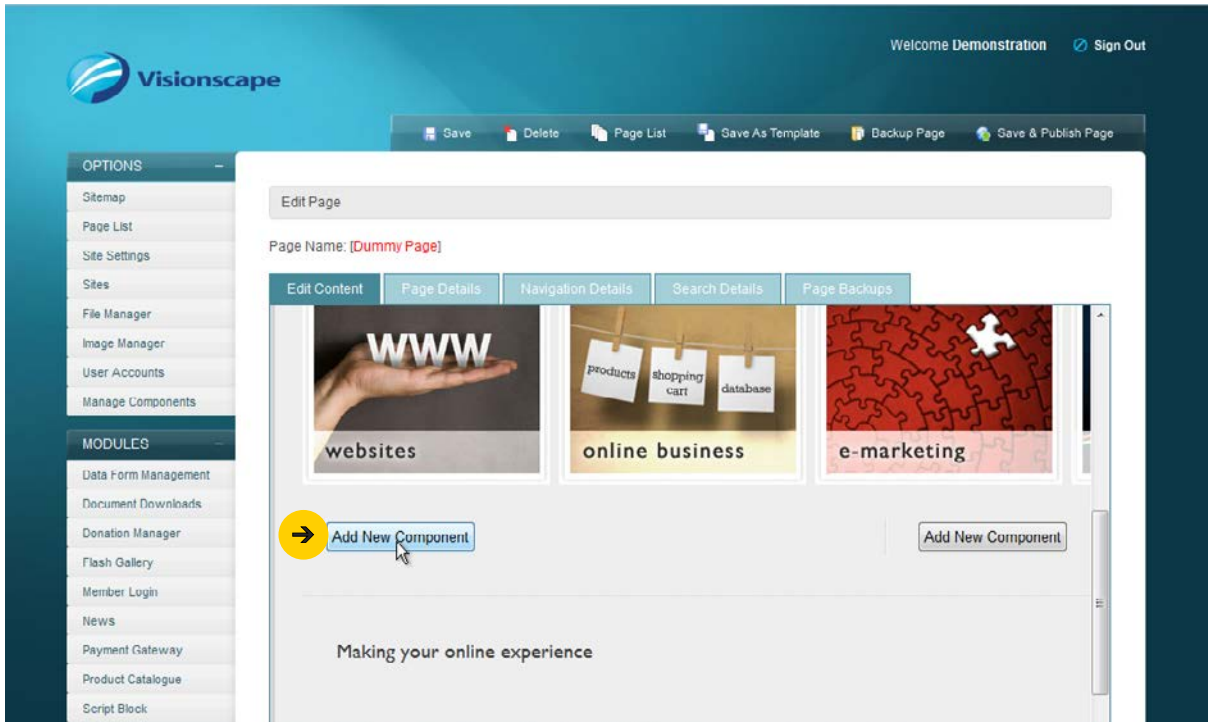 Welcome Demonstration Sign Out
Visionscape
Save Delete Page List Save As Template Backup Page Save & Publish Page
OPTIONS
Sitemap
Page List
Site Settings
Sites
File Manager
Image Manager
User Accounts
Manage Components
MODULES
Data Form Management
Document Downloads
Donation Manager
Flash Gallery
Member Login
News
Payment Gateway
Product Catalogue
Script Block
Edit Page
Page Name: [Dummy Page]
Edit Content Page Details Navigation Details Search Details Page Backups
WWW
products shopping cart database
websites online business e-marketing
Add New Component Add New Component
Making your online experience